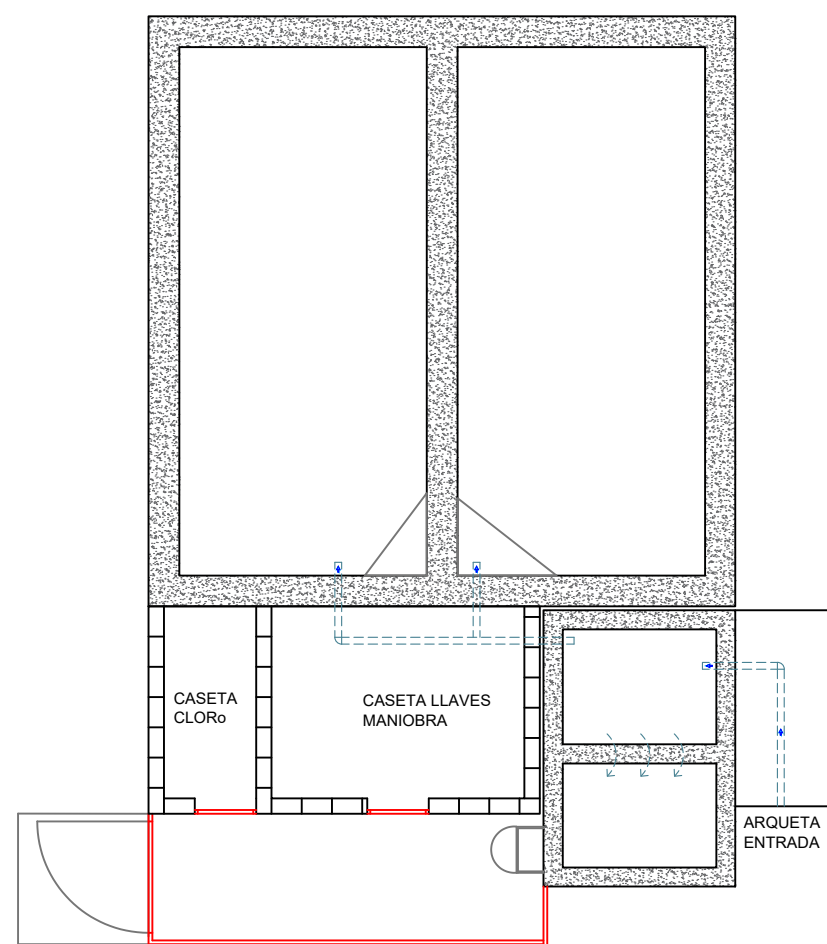 CASETA
CLORo
CASETA LLAVES
MANIOBRA
ARQUETA
ENTRADA